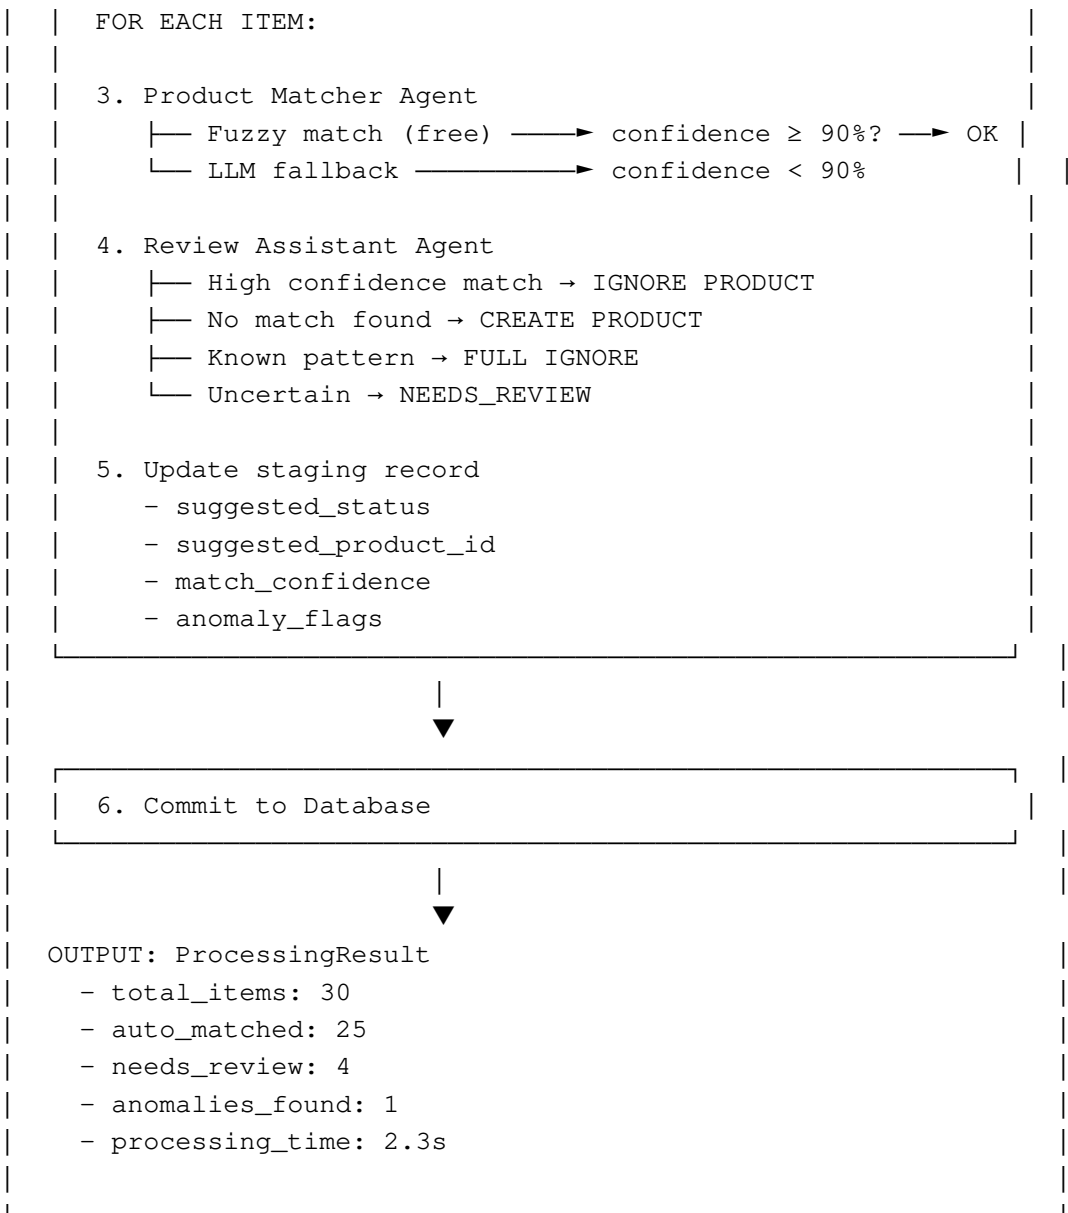 FOR EACH ITEM:
3. Product Matcher Agent
├── Fuzzy match (free) ────► confidence ≥ 90%? ──► OK
└── LLM fallback ──────────► confidence < 90%
4. Review Assistant Agent
├── High confidence match → IGNORE PRODUCT
├── No match found → CREATE PRODUCT
├── Known pattern → FULL IGNORE
└── Uncertain → NEEDS_REVIEW
5. Update staging record
- suggested_status
- suggested_product_id
- match_confidence
- anomaly_flags
6. Commit to Database
OUTPUT: ProcessingResult
- total_items: 30
- auto_matched: 25
- needs_review: 4
- anomalies_found: 1
- processing_time: 2.3s